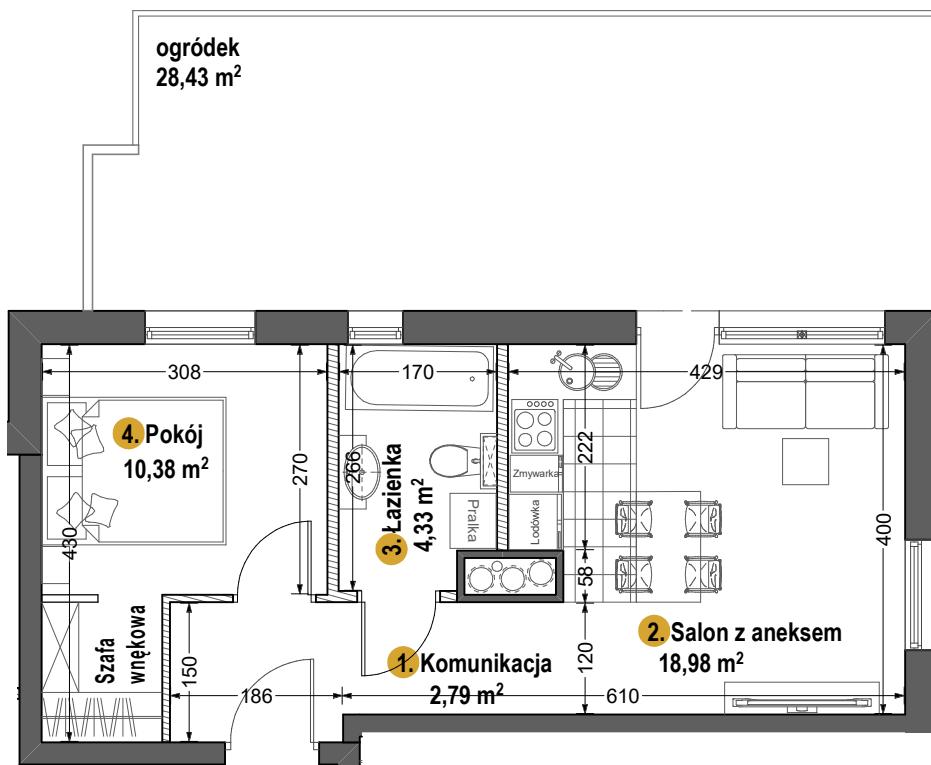 ogródek
28,43 m²
308
170
429
4. Pokój
10,38 m²
270
266
222
430
400
3. Łazienka
4,33 m²
Zmywarka
Lodówka
Pralka
58
2. Salon z aneksem
18,98 m²
Szafa
wnękowa
150
120
1. Komunikacja
2,79 m²
186
610